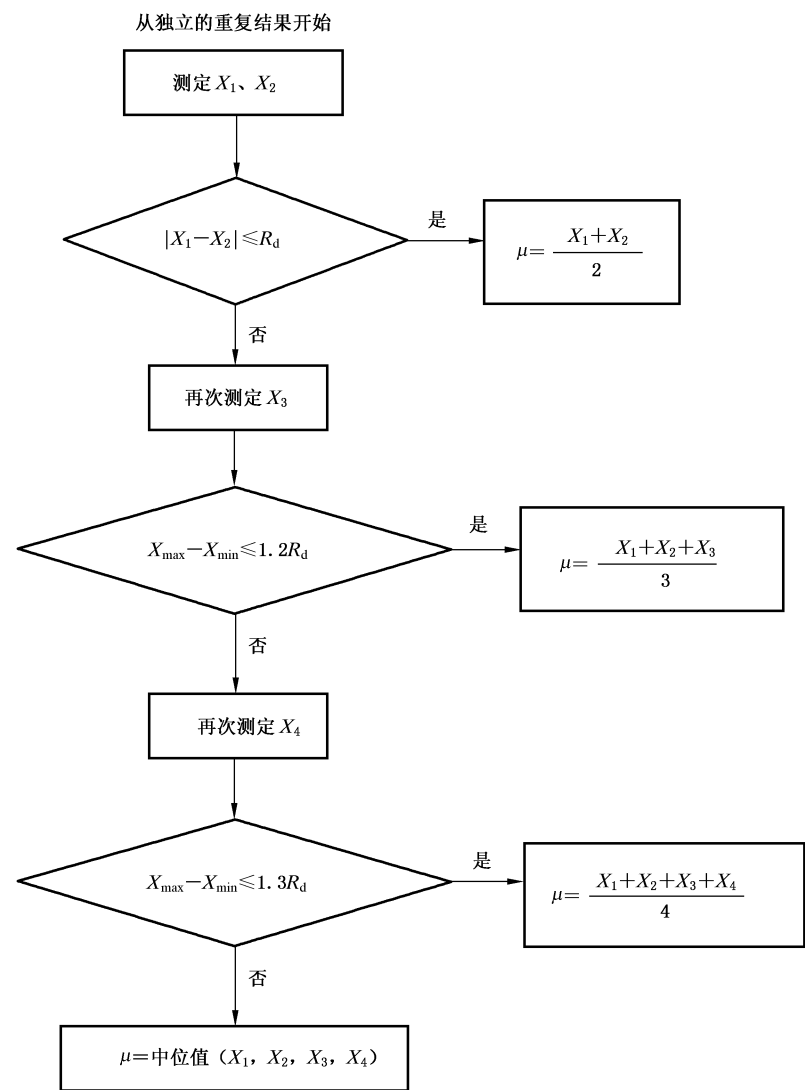 从独立的重复结果开始
测定 X₁、X₂
|X₁−X₂|≤R_d
是
μ= (X₁+X₂)/2
否
再次测定 X₃
X_max−X_min≤1.2R_d
是
μ= (X₁+X₂+X₃)/3
否
再次测定 X₄
X_max−X_min≤1.3R_d
是
μ= (X₁+X₂+X₃+X₄)/4
否
μ=中位值（X₁，X₂，X₃，X₄）